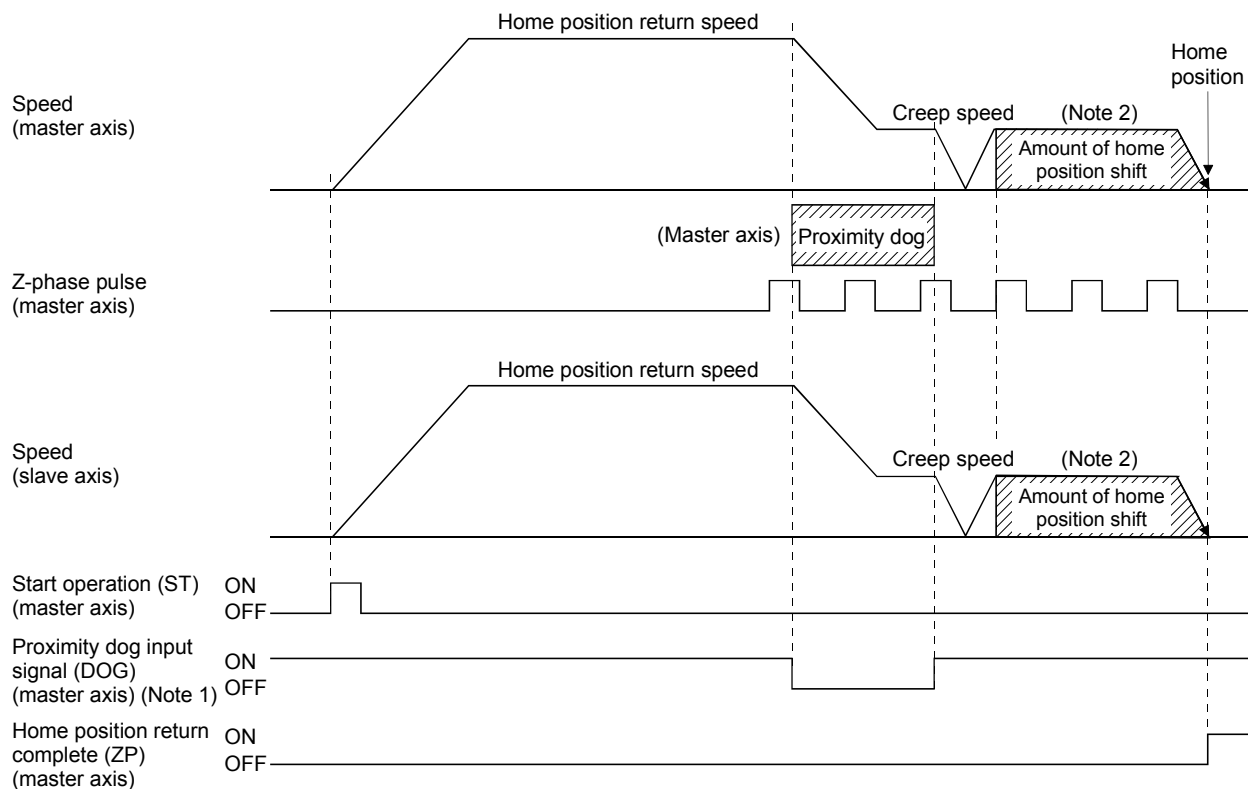 Home position return speed
Home
position
Speed
(master axis)
Creep speed
(Note 2)
Amount of home
position shift
(Master axis)
Proximity dog
Z-phase pulse
(master axis)
Home position return speed
Speed
(slave axis)
Creep speed
(Note 2)
Amount of home
position shift
Start operation (ST)
(master axis)
ON
OFF
Proximity dog input
signal (DOG)
(master axis) (Note 1)
ON
OFF
Home position return
complete (ZP)
(master axis)
ON
OFF